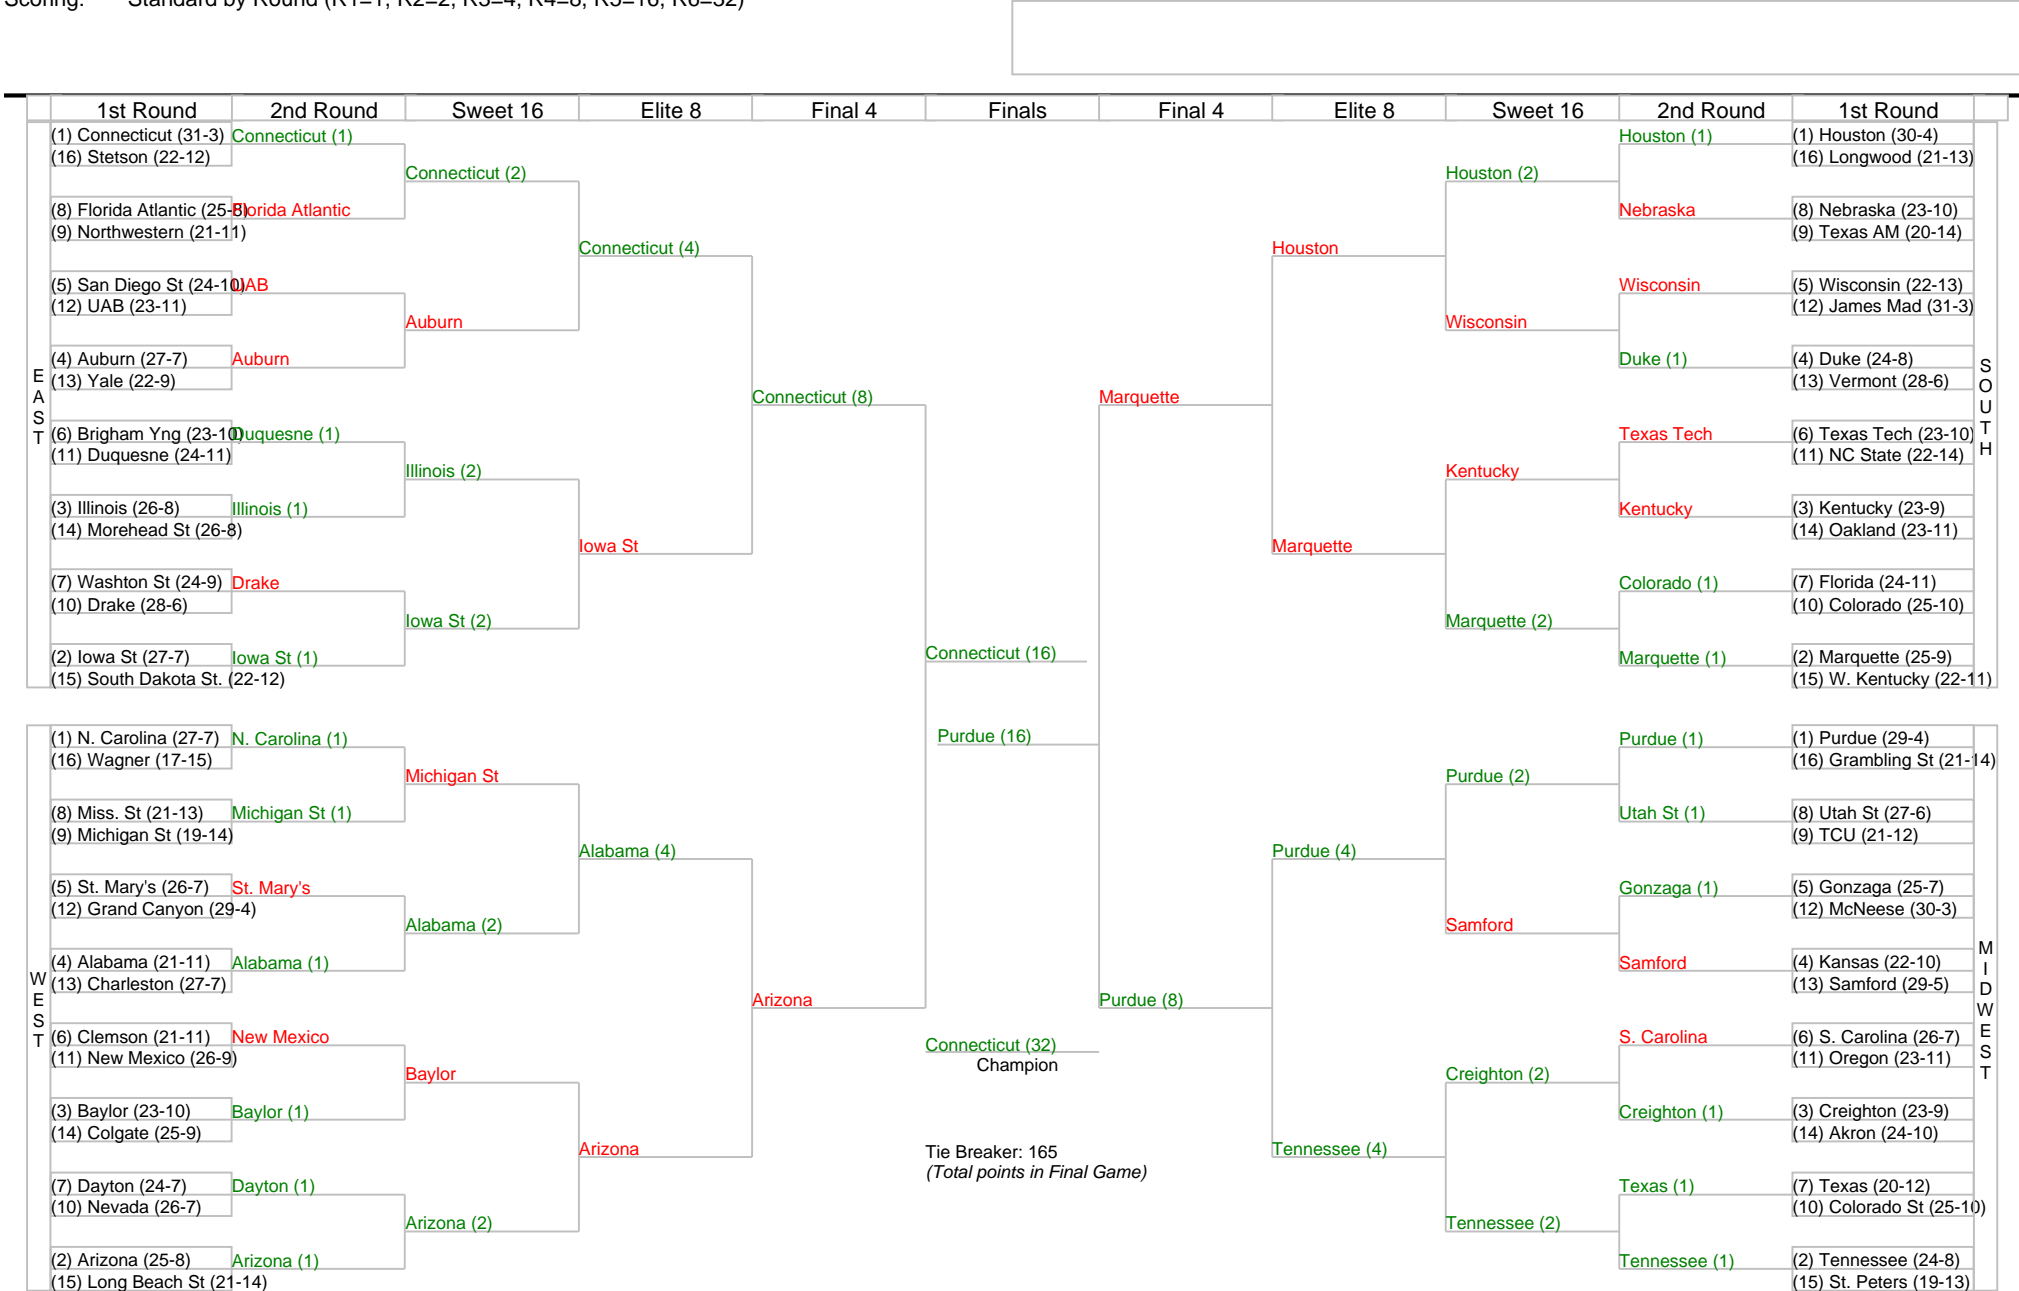 Scoring: Standard by Round (R1=1, R2=2, R3=4, R4=8, R5=16, R6=32)
1st Round 2nd Round Sweet 16 Elite 8 Final 4 Finals Final 4 Elite 8 Sweet 16 2nd Round 1st Round
EAST
(1) Connecticut (31-3)
(16) Stetson (22-12)
(8) Florida Atlantic (25-8)
(9) Northwestern (21-11)
(5) San Diego St (24-10)
(12) UAB (23-11)
(4) Auburn (27-7)
(13) Yale (22-9)
(6) Brigham Yng (23-10)
(11) Duquesne (24-11)
(3) Illinois (26-8)
(14) Morehead St (26-8)
(7) Washton St (24-9)
(10) Drake (28-6)
(2) Iowa St (27-7)
(15) South Dakota St. (22-12)
Connecticut (1)
Florida Atlantic
UAB
Auburn
Duquesne (1)
Illinois (1)
Drake
Iowa St (1)
Connecticut (2)
Auburn
Illinois (2)
Iowa St (2)
Connecticut (4)
Iowa St
Connecticut (8)
WEST
(1) N. Carolina (27-7)
(16) Wagner (17-15)
(8) Miss. St (21-13)
(9) Michigan St (19-14)
(5) St. Mary's (26-7)
(12) Grand Canyon (29-4)
(4) Alabama (21-11)
(13) Charleston (27-7)
(6) Clemson (21-11)
(11) New Mexico (26-9)
(3) Baylor (23-10)
(14) Colgate (25-9)
(7) Dayton (24-7)
(10) Nevada (26-7)
(2) Arizona (25-8)
(15) Long Beach St (21-14)
N. Carolina (1)
Michigan St (1)
St. Mary's
Alabama (1)
New Mexico
Baylor (1)
Dayton (1)
Arizona (1)
Michigan St
Alabama (2)
Baylor
Arizona (2)
Alabama (4)
Arizona
Arizona
Connecticut (16)
Purdue (16)
Connecticut (32)
Champion
Tie Breaker: 165
(Total points in Final Game)
Marquette
Houston
Marquette
Houston (2)
Wisconsin
Kentucky
Marquette (2)
Houston (1)
Nebraska
Wisconsin
Duke (1)
Texas Tech
Kentucky
Colorado (1)
Marquette (1)
(1) Houston (30-4)
(16) Longwood (21-13)
(8) Nebraska (23-10)
(9) Texas AM (20-14)
(5) Wisconsin (22-13)
(12) James Mad (31-3)
(4) Duke (24-8)
(13) Vermont (28-6)
(6) Texas Tech (23-10)
(11) NC State (22-14)
(3) Kentucky (23-9)
(14) Oakland (23-11)
(7) Florida (24-11)
(10) Colorado (25-10)
(2) Marquette (25-9)
(15) W. Kentucky (22-11)
SOUTH
Purdue (8)
Purdue (4)
Tennessee (4)
Purdue (2)
Samford
Creighton (2)
Tennessee (2)
Purdue (1)
Utah St (1)
Gonzaga (1)
Samford
S. Carolina
Creighton (1)
Texas (1)
Tennessee (1)
(1) Purdue (29-4)
(16) Grambling St (21-14)
(8) Utah St (27-6)
(9) TCU (21-12)
(5) Gonzaga (25-7)
(12) McNeese (30-3)
(4) Kansas (22-10)
(13) Samford (29-5)
(6) S. Carolina (26-7)
(11) Oregon (23-11)
(3) Creighton (23-9)
(14) Akron (24-10)
(7) Texas (20-12)
(10) Colorado St (25-10)
(2) Tennessee (24-8)
(15) St. Peters (19-13)
MIDWEST